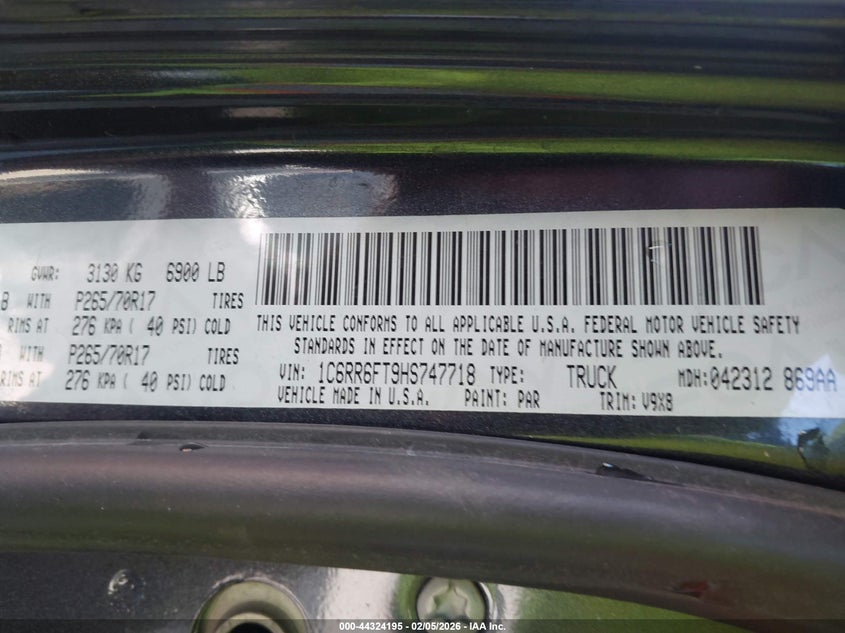 GVWR: 3130 KG 6900 LB
B WITH P265/70R17 TIRES
RIMS AT 276 KPA ( 40 PSI) COLD
WITH P265/70R17 TIRES
RIMS AT 276 KPA ( 40 PSI) COLD
THIS VEHICLE CONFORMS TO ALL APPLICABLE U.S.A. FEDERAL MOTOR VEHICLE SAFETY
STANDARDS IN EFFECT ON THE DATE OF MANUFACTURE SHOWN ABOVE.
VIN: 1C6RR6FT9HS747718 TYPE: TRUCK MDH:042312 869AA
VEHICLE MADE IN U.S.A. PAINT: PAR TRIM: V9X8
000-44324195 - 02/05/2026 - IAA Inc.